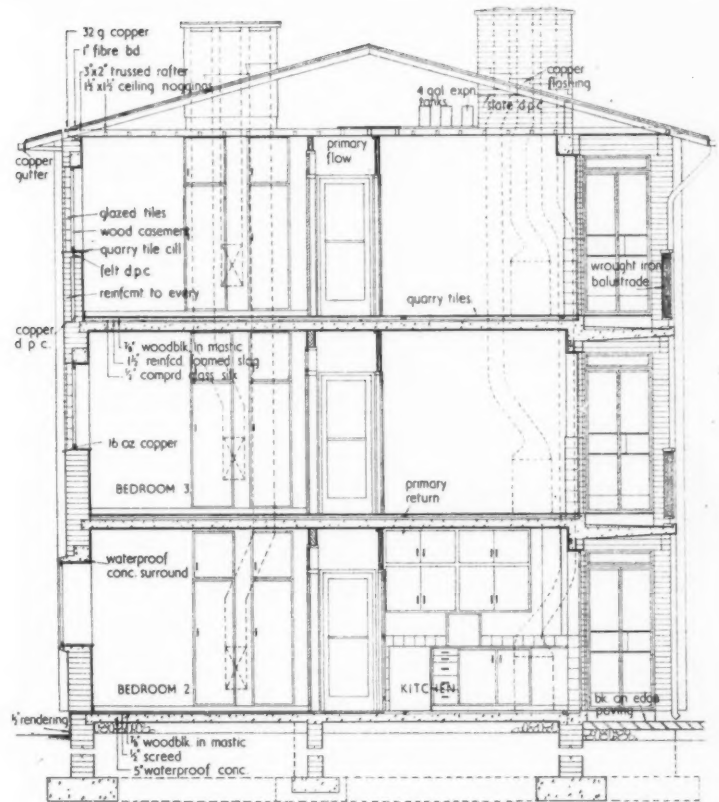 32 g copper
1" fibre bd
3"x2" trussed rafter
1½"x1½" ceiling noggings
copper
flashing
4 gal expn
tanks
slate d.p.c.
primary
flow
copper
gutter
glazed tiles
wood casement
quarry tile cill
felt d.p.c.
reinfcmt to every
wrought iron
balustrade
quarry tiles
copper
d p c.
⅞" woodblk in mastic
1½" reinfcd foamed slag
½" comprd glass silk
16 oz copper
BEDROOM 3
primary
return
waterproof
conc. surround
BEDROOM 2
KITCHEN
bk on edge
paving
½" rendering
⅞" woodblk. in mastic
½" screed
5" waterproof conc.